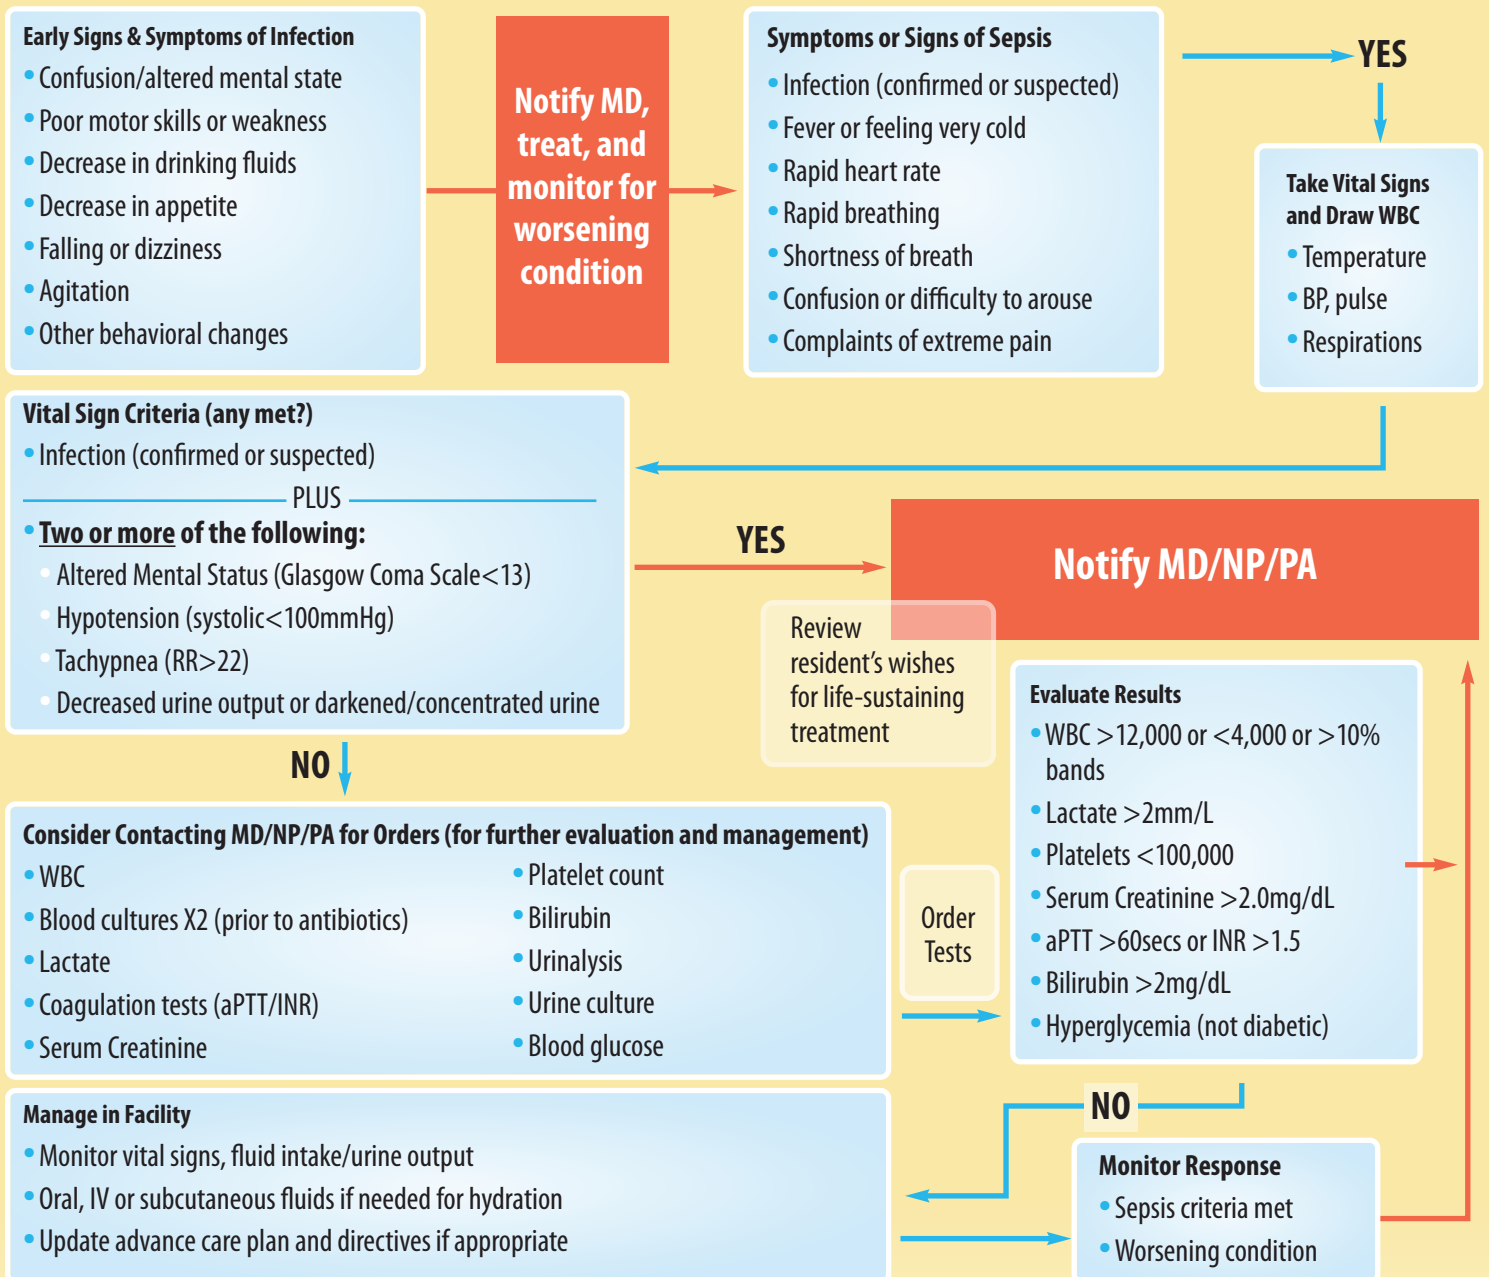 Early Signs & Symptoms of Infection
• Confusion/altered mental state
• Poor motor skills or weakness
• Decrease in drinking fluids
• Decrease in appetite
• Falling or dizziness
• Agitation
• Other behavioral changes
Notify MD,
treat, and
monitor for
worsening
condition
Symptoms or Signs of Sepsis
• Infection (confirmed or suspected)
• Fever or feeling very cold
• Rapid heart rate
• Rapid breathing
• Shortness of breath
• Confusion or difficulty to arouse
• Complaints of extreme pain
YES
Take Vital Signs
and Draw WBC
• Temperature
• BP, pulse
• Respirations
Vital Sign Criteria (any met?)
• Infection (confirmed or suspected)
PLUS
• Two or more of the following:
• Altered Mental Status (Glasgow Coma Scale<13)
• Hypotension (systolic<100mmHg)
• Tachypnea (RR>22)
• Decreased urine output or darkened/concentrated urine
YES
Notify MD/NP/PA
Review
resident’s wishes
for life-sustaining
treatment
NO
Consider Contacting MD/NP/PA for Orders (for further evaluation and management)
• WBC
• Blood cultures X2 (prior to antibiotics)
• Lactate
• Coagulation tests (aPTT/INR)
• Serum Creatinine
• Platelet count
• Bilirubin
• Urinalysis
• Urine culture
• Blood glucose
Order
Tests
Evaluate Results
• WBC >12,000 or <4,000 or >10%
bands
• Lactate >2mm/L
• Platelets <100,000
• Serum Creatinine >2.0mg/dL
• aPTT >60secs or INR >1.5
• Bilirubin >2mg/dL
• Hyperglycemia (not diabetic)
NO
Manage in Facility
• Monitor vital signs, fluid intake/urine output
• Oral, IV or subcutaneous fluids if needed for hydration
• Update advance care plan and directives if appropriate
Monitor Response
• Sepsis criteria met
• Worsening condition